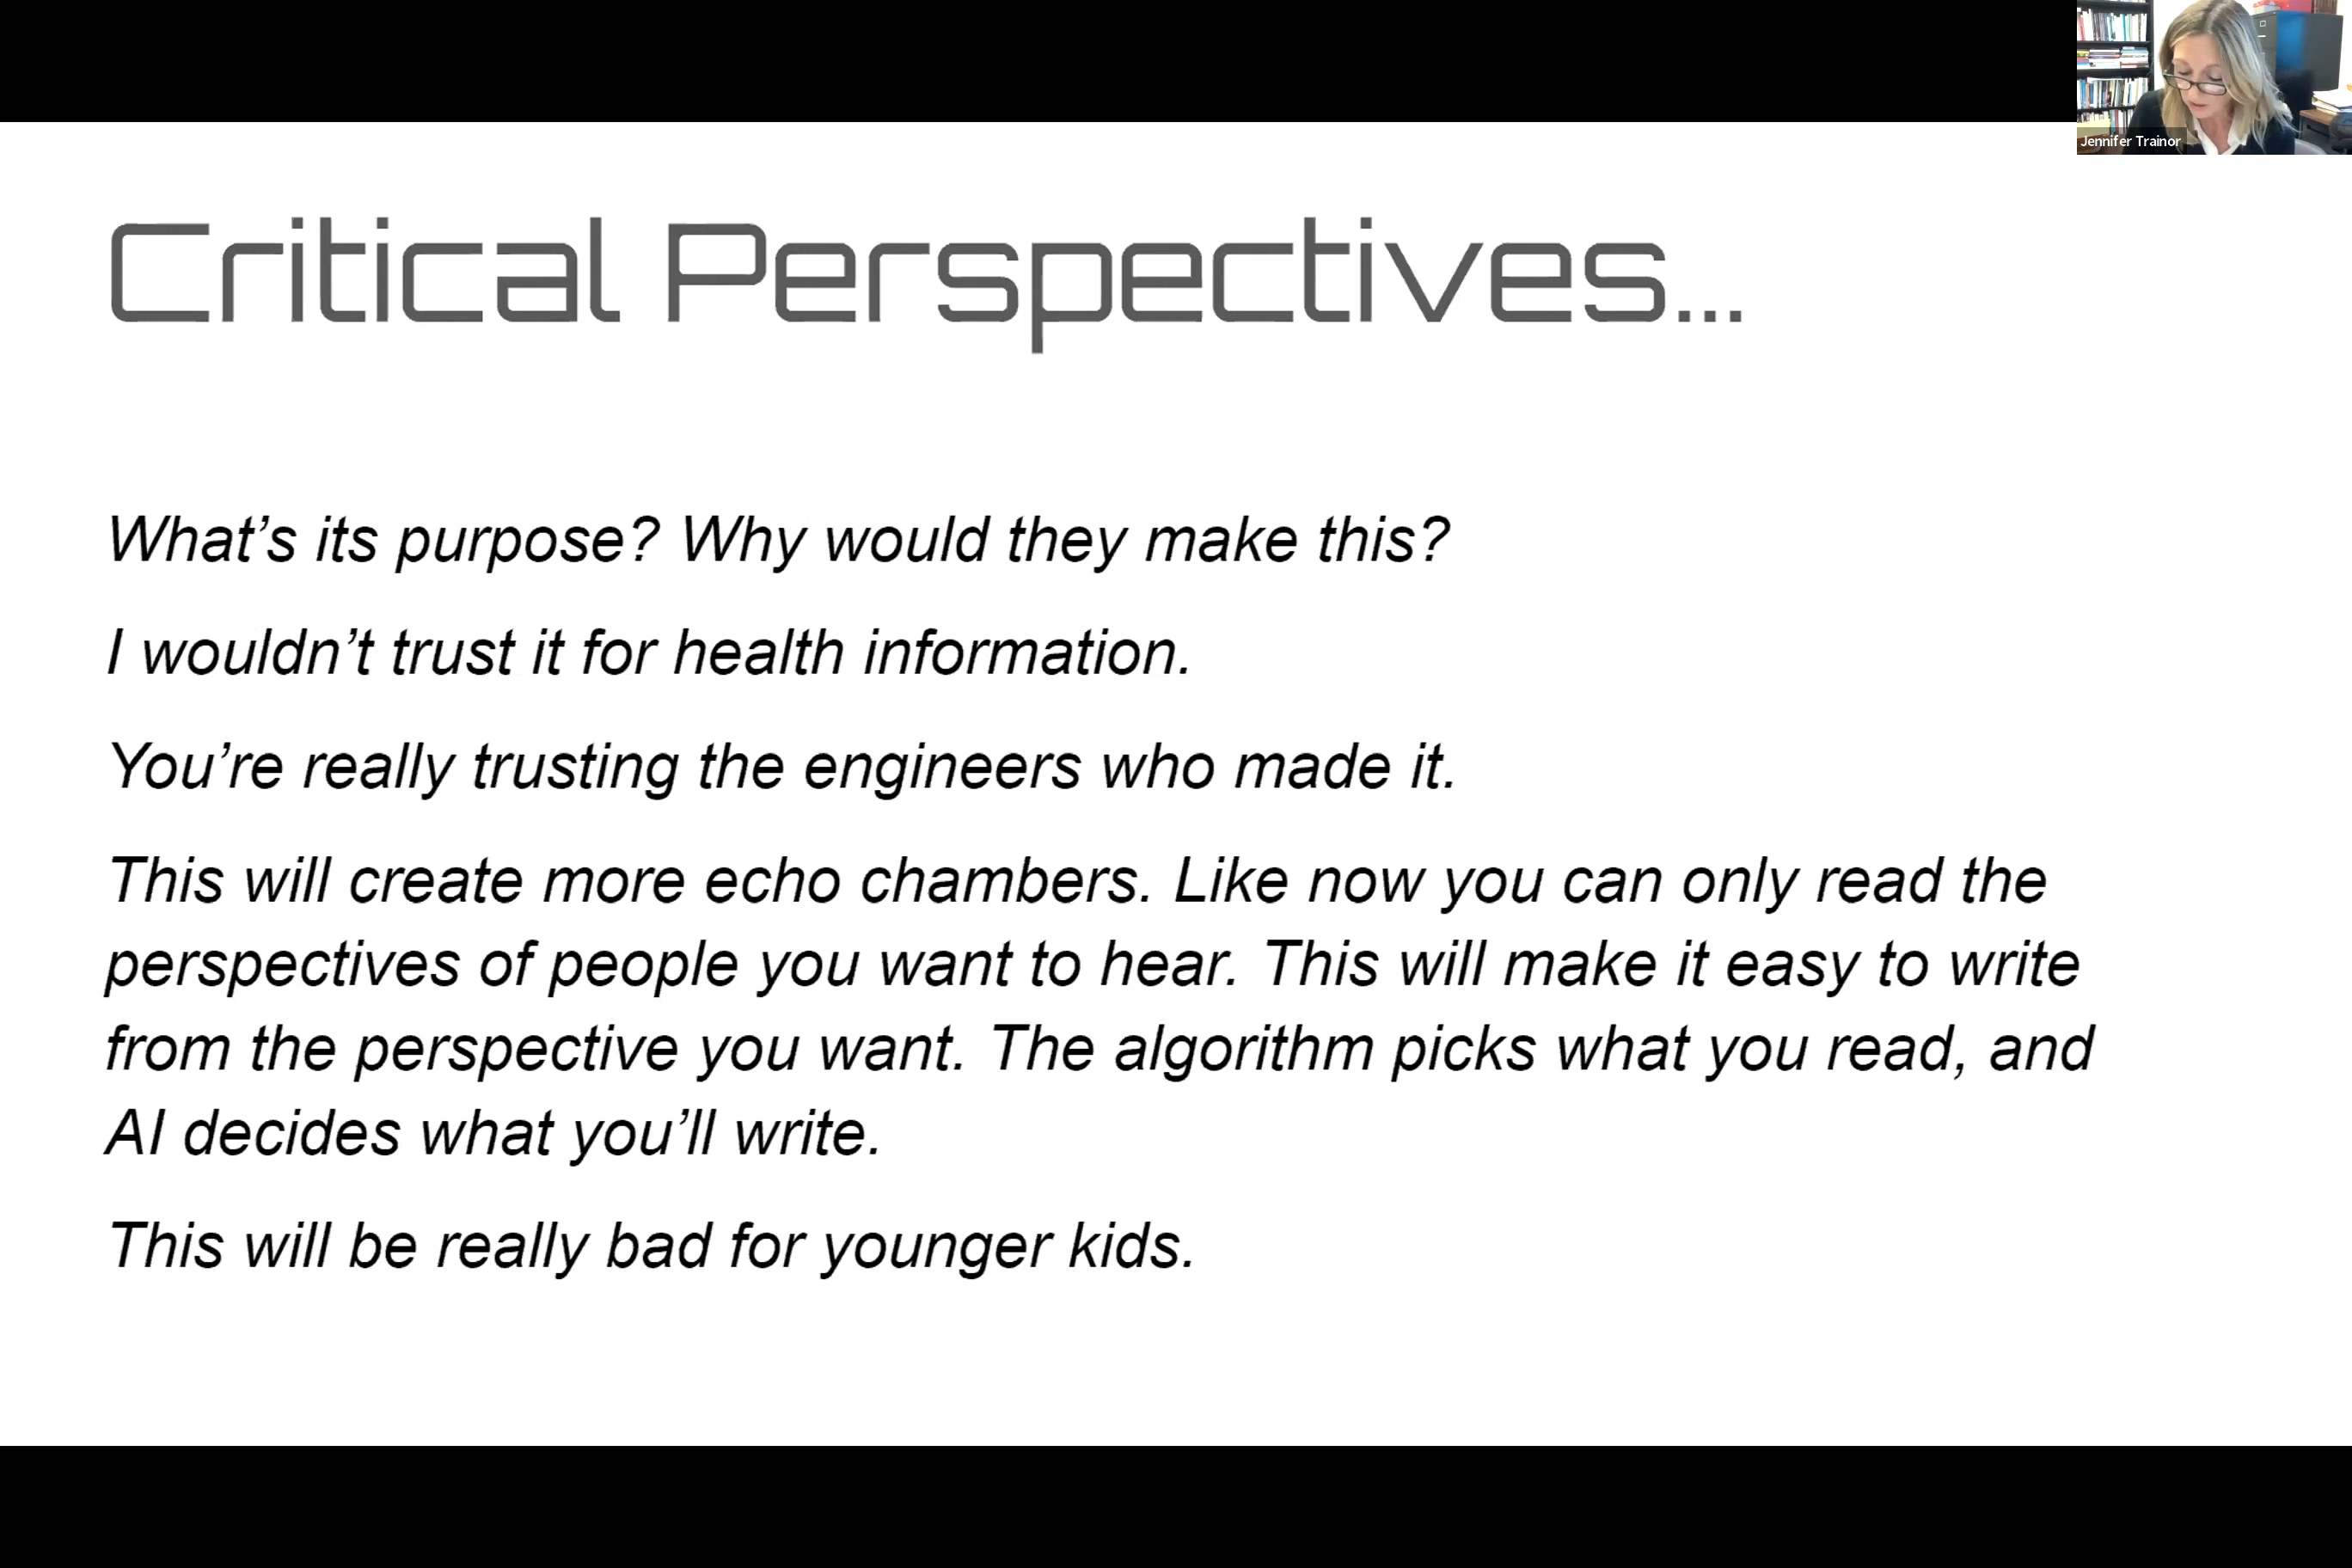 Jennifer Trainor
Critical Perspectives...
What’s its purpose? Why would they make this?
I wouldn’t trust it for health information.
You’re really trusting the engineers who made it.
This will create more echo chambers. Like now you can only read the
perspectives of people you want to hear. This will make it easy to write
from the perspective you want. The algorithm picks what you read, and
AI decides what you’ll write.
This will be really bad for younger kids.